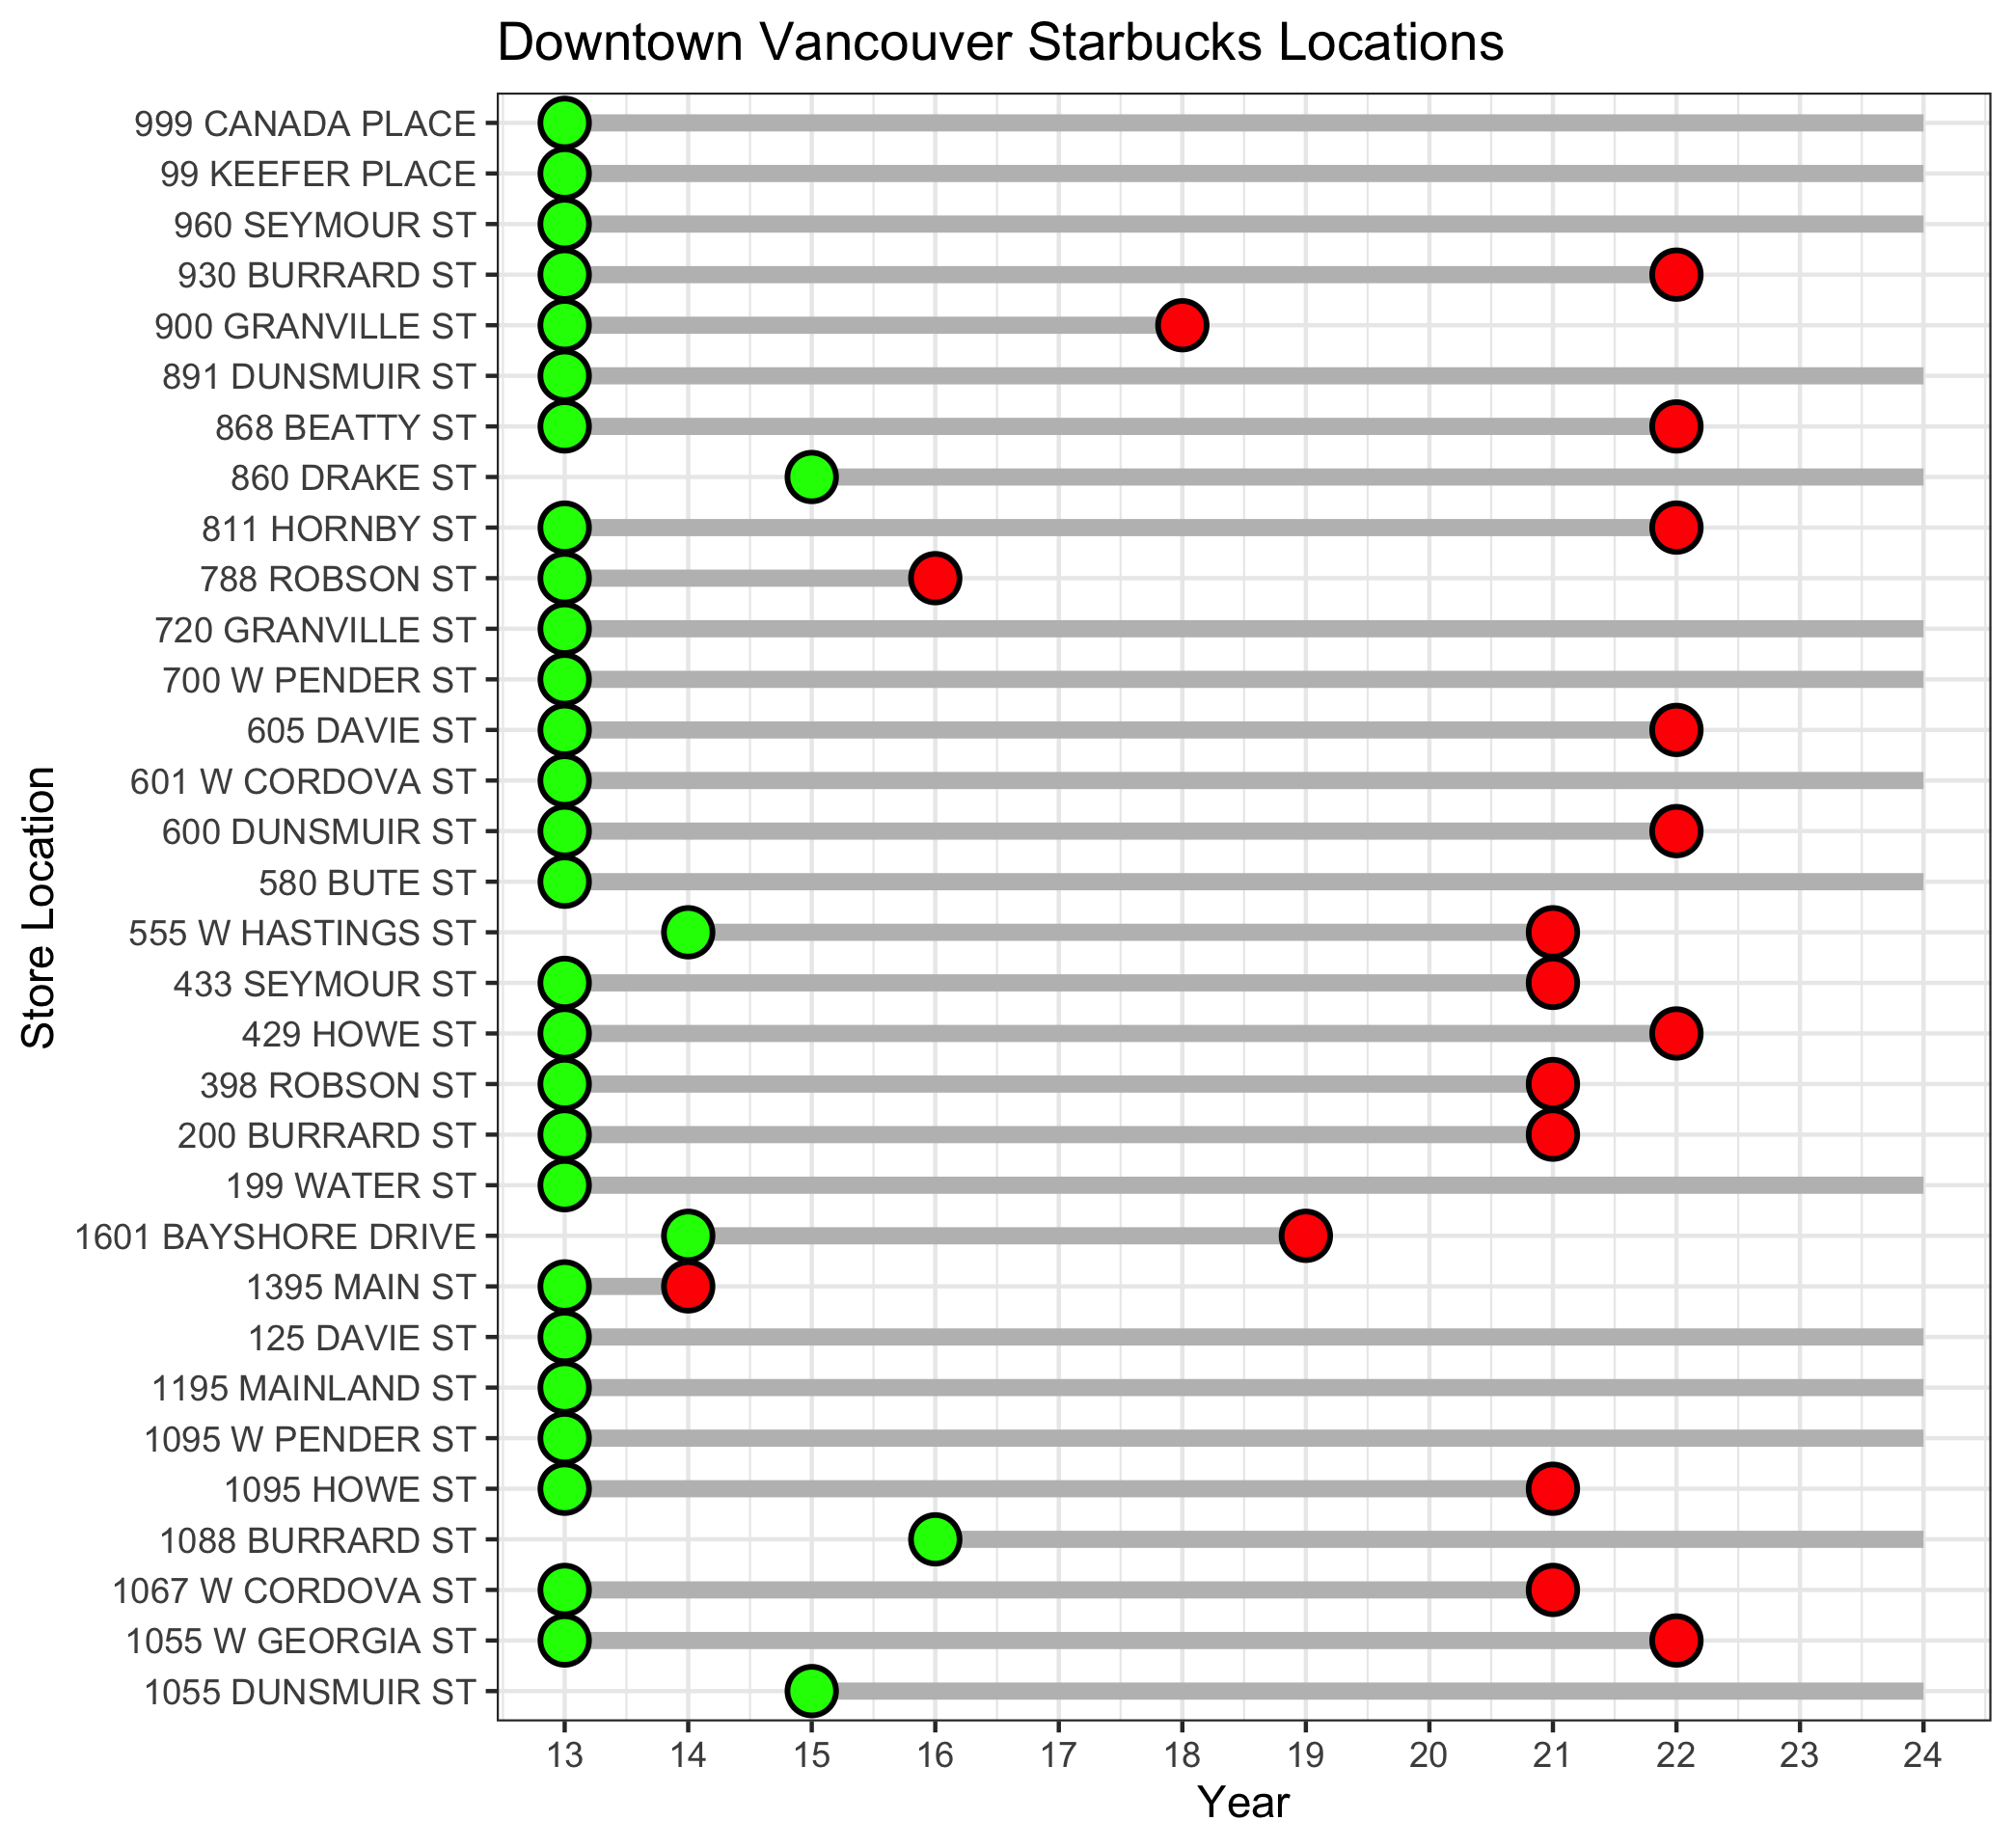 Downtown Vancouver Starbucks Locations
999 CANADA PLACE
99 KEEFER PLACE
960 SEYMOUR ST
930 BURRARD ST
900 GRANVILLE ST
891 DUNSMUIR ST
868 BEATTY ST
860 DRAKE ST
811 HORNBY ST
788 ROBSON ST
720 GRANVILLE ST
700 W PENDER ST
605 DAVIE ST
601 W CORDOVA ST
600 DUNSMUIR ST
580 BUTE ST
555 W HASTINGS ST
433 SEYMOUR ST
429 HOWE ST
398 ROBSON ST
200 BURRARD ST
199 WATER ST
1601 BAYSHORE DRIVE
1395 MAIN ST
125 DAVIE ST
1195 MAINLAND ST
1095 W PENDER ST
1095 HOWE ST
1088 BURRARD ST
1067 W CORDOVA ST
1055 W GEORGIA ST
1055 DUNSMUIR ST
Store Location
13 14 15 16 17 18 19 20 21 22 23 24
Year